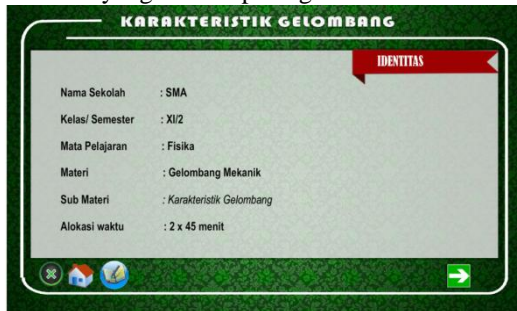 KARAKTERISTIK GELOMBANG
IDENTITAS
Nama Sekolah : SMA
Kelas/ Semester : XI/2
Mata Pelajaran : Fisika
Materi : Gelombang Mekanik
Sub Materi : Karakteristik Gelombang
Alokasi waktu : 2 x 45 menit